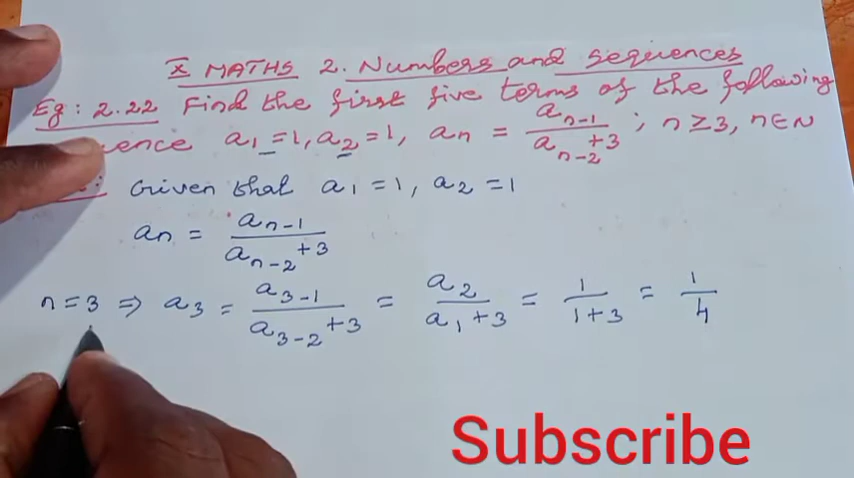 X MATHS 2. Numbers and sequences
Eg: 2.22 Find the first five terms of the following
a₁ = 1, a₂ = 1, aₙ = aₙ₋₁ / aₙ₋₂ + 3 ; n ≥ 3, n ∈ N
Given that a₁ = 1, a₂ = 1
aₙ = aₙ₋₁ / aₙ₋₂ + 3
n = 3 ⇒ a₃ = a₃₋₁ / a₃₋₂ + 3 = a₂ / a₁ + 3 = 1 / 1 + 3 = 1 / 4
Subscribe